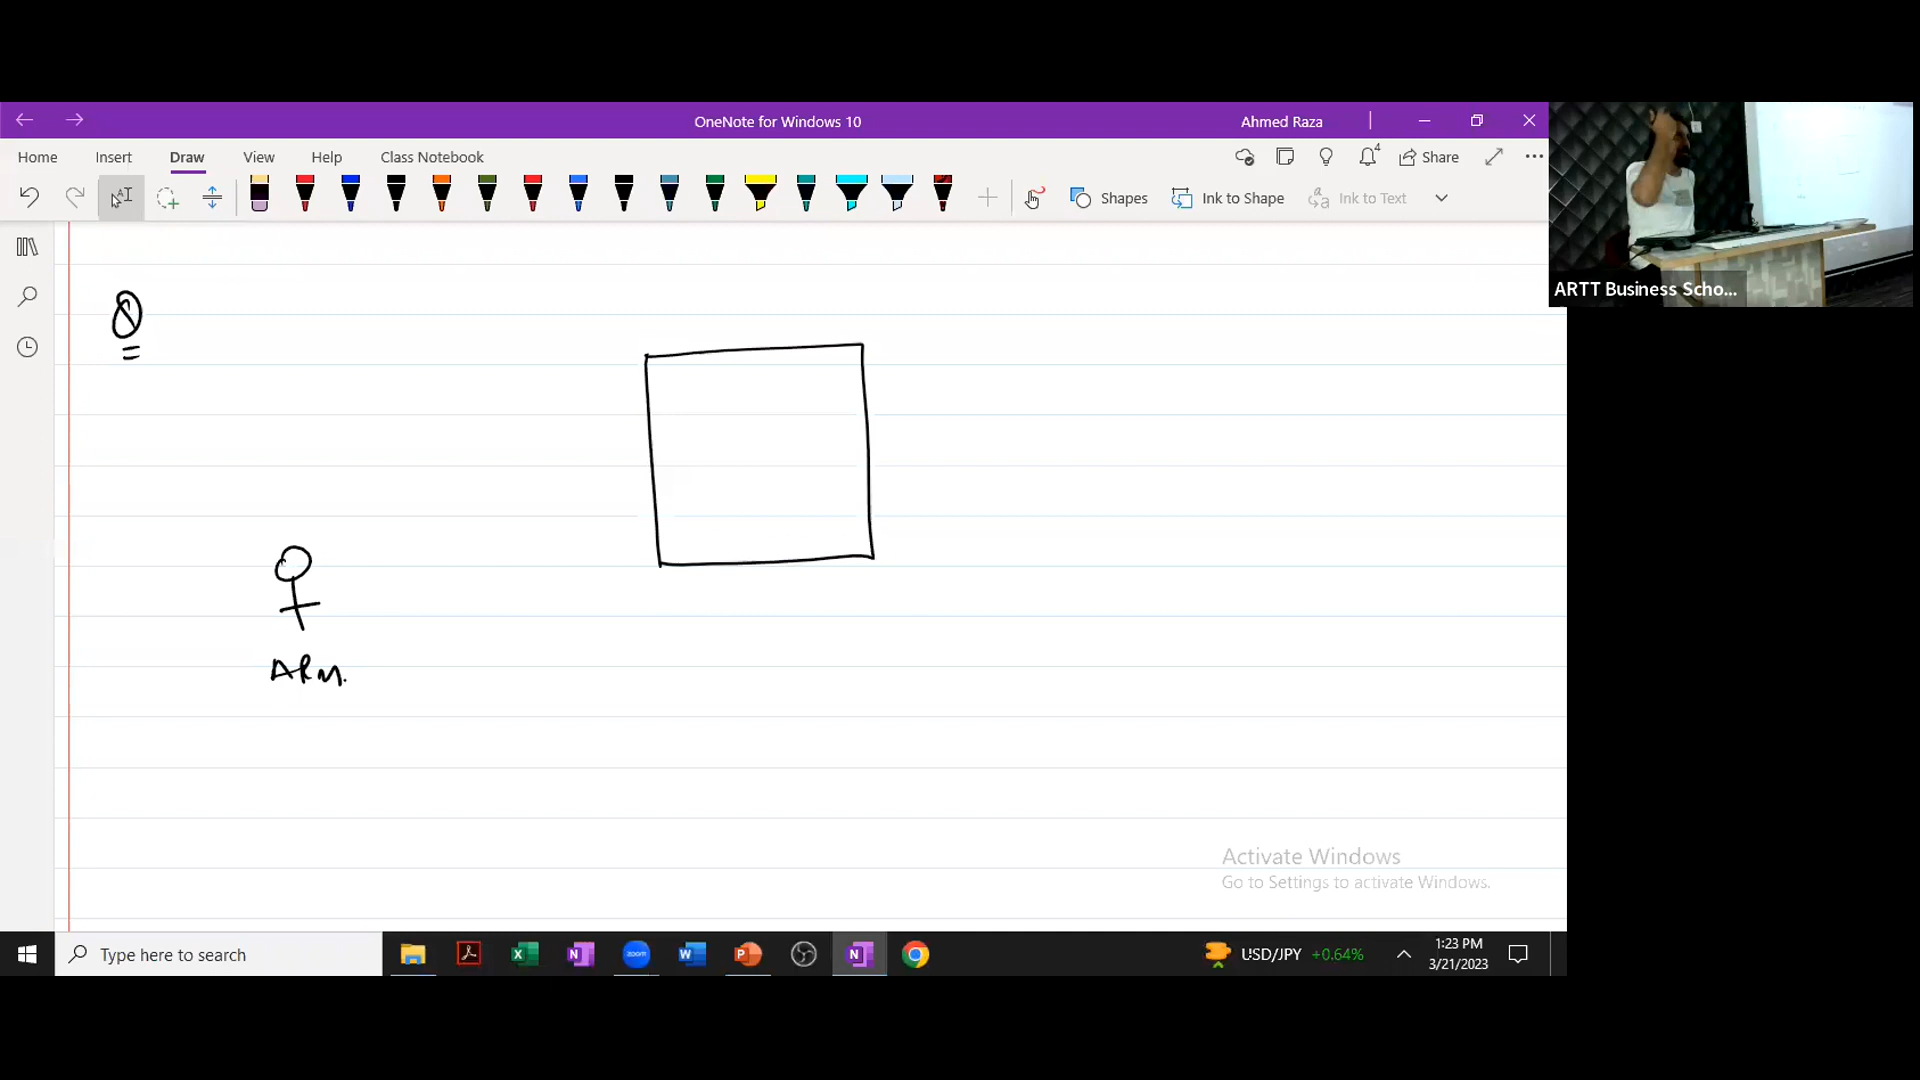 OneNote for Windows 10
Ahmed Raza
Home Insert Draw View Help Class Notebook
4
Share
Shapes
Ink to Shape
Ink to Text
ARTT Business Scho...
Activate Windows
Go to Settings to activate Windows.
Type here to search
zoom
USD/JPY +0.64%
1:23 PM
3/21/2023